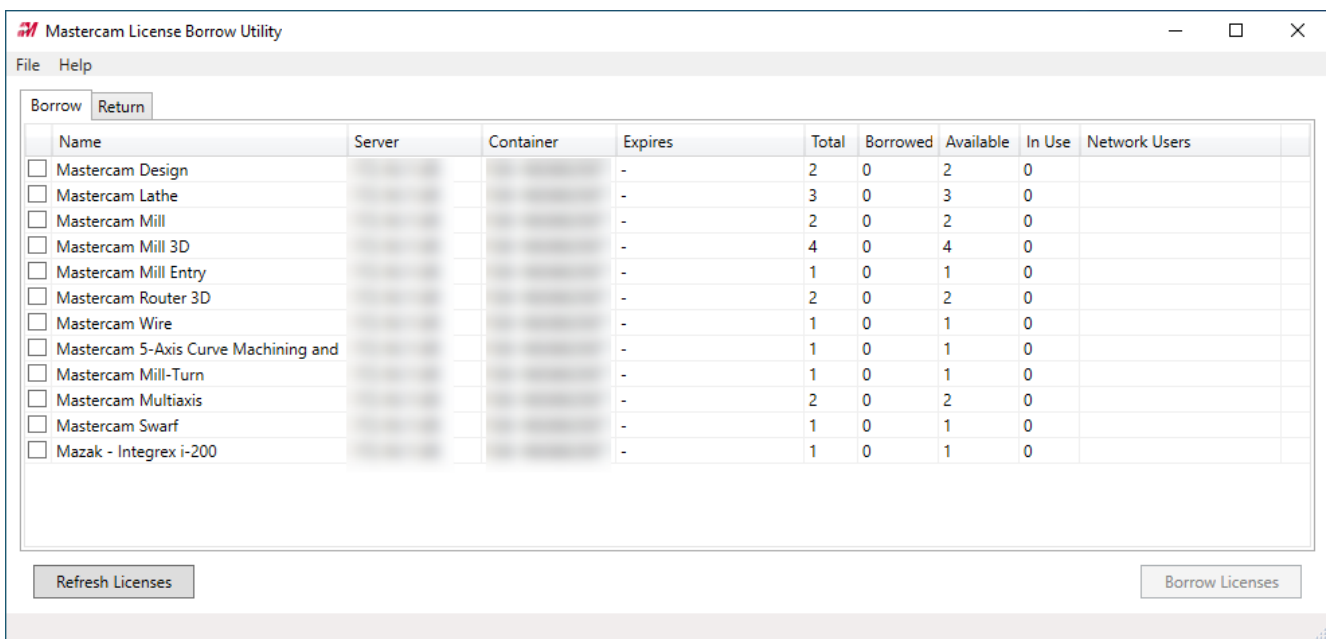 Mastercam License Borrow Utility
File Help
Borrow Return
Name Server Container Expires Total Borrowed Available In Use Network Users
Mastercam Design - 2 0 2 0
Mastercam Lathe - 3 0 3 0
Mastercam Mill - 2 0 2 0
Mastercam Mill 3D - 4 0 4 0
Mastercam Mill Entry - 1 0 1 0
Mastercam Router 3D - 2 0 2 0
Mastercam Wire - 1 0 1 0
Mastercam 5-Axis Curve Machining and - 1 0 1 0
Mastercam Mill-Turn - 1 0 1 0
Mastercam Multiaxis - 2 0 2 0
Mastercam Swarf - 1 0 1 0
Mazak - Integrex i-200 - 1 0 1 0
Refresh Licenses Borrow Licenses